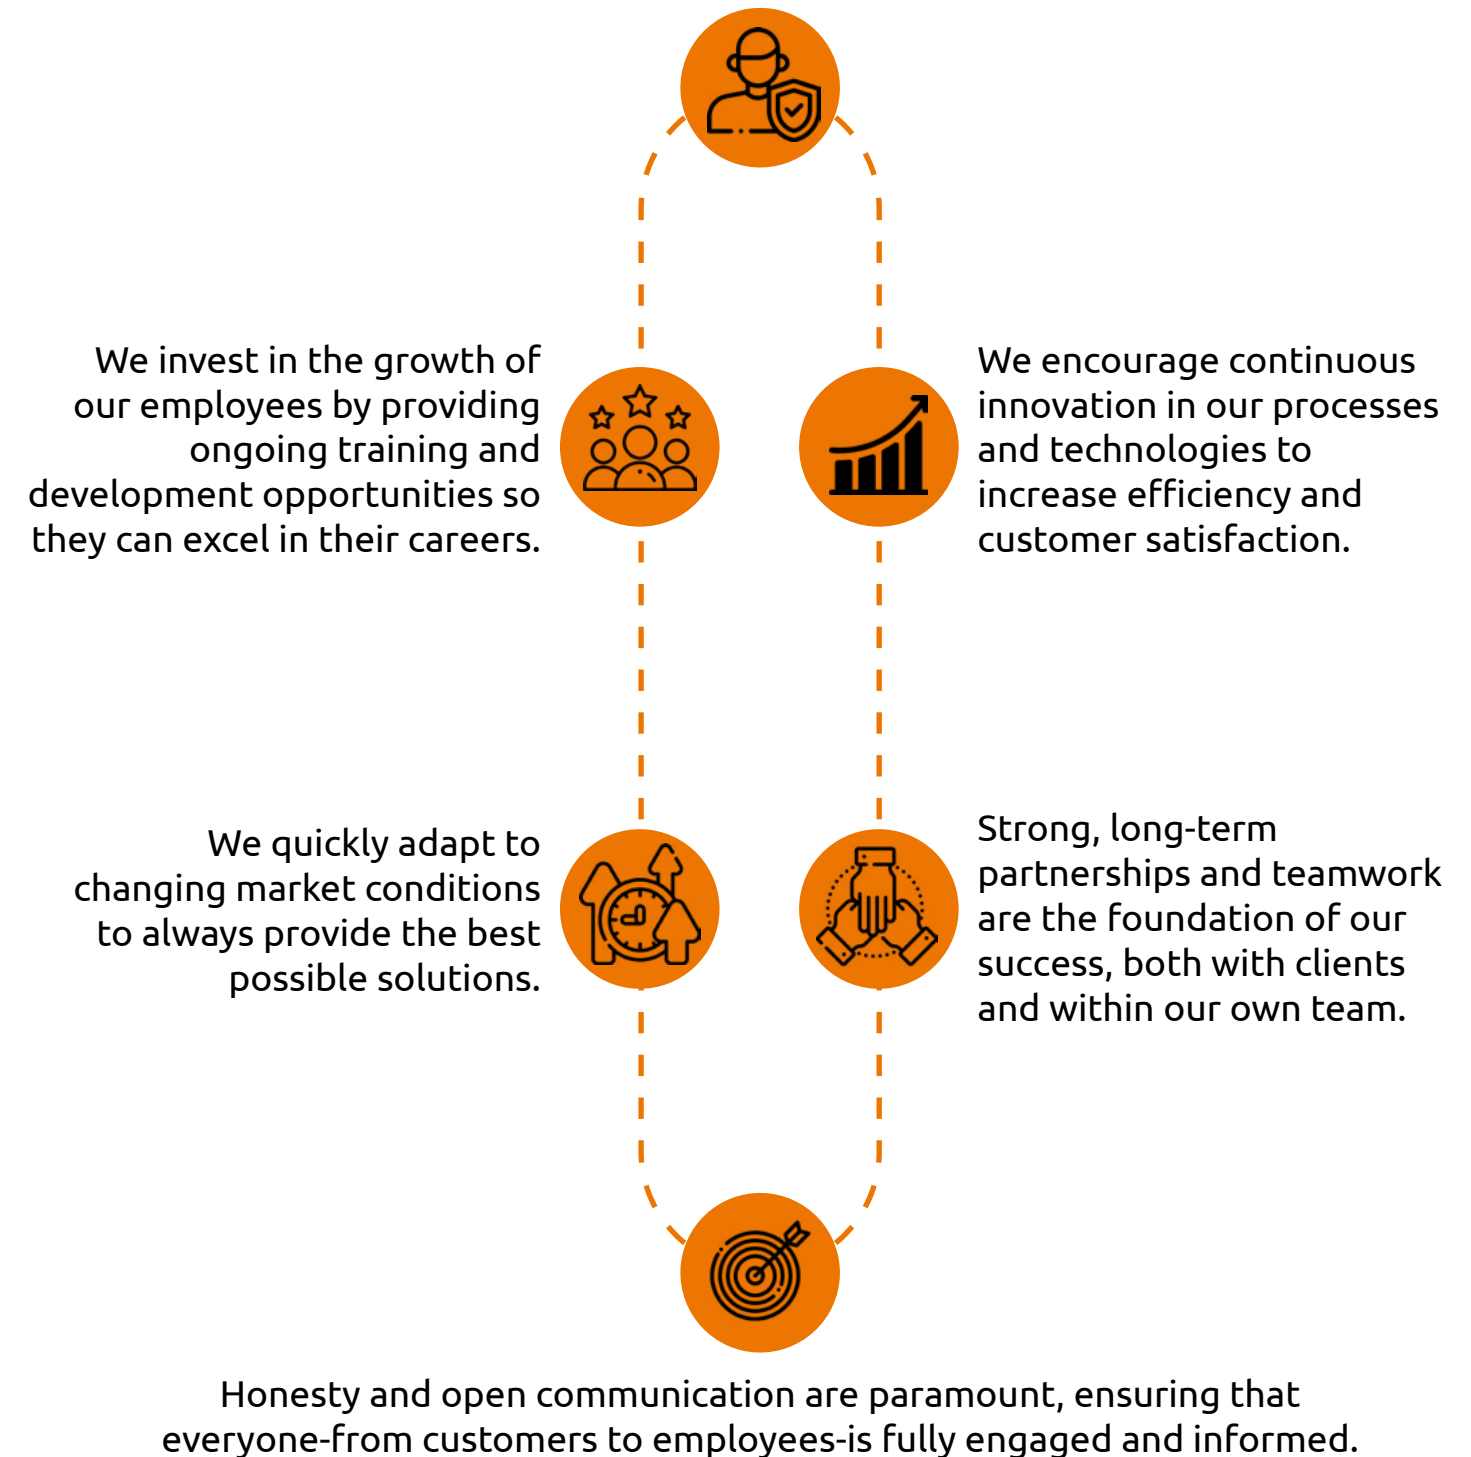 We invest in the growth of
our employees by providing
ongoing training and
development opportunities so
they can excel in their careers.
We encourage continuous
innovation in our processes
and technologies to
increase efficiency and
customer satisfaction.
We quickly adapt to
changing market conditions
to always provide the best
possible solutions.
Strong, long-term
partnerships and teamwork
are the foundation of our
success, both with clients
and within our own team.
Honesty and open communication are paramount, ensuring that
everyone-from customers to employees-is fully engaged and informed.